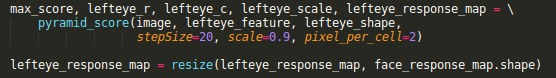 max_score, lefteye_r, lefteye_c, lefteye_scale, lefteye_response_map = \
pyramid_score(image, lefteye_feature, lefteye_shape,
stepSize=20, scale=0.9, pixel_per_cell=2)
lefteye_response_map = resize(lefteye_response_map, face_response_map.shape)